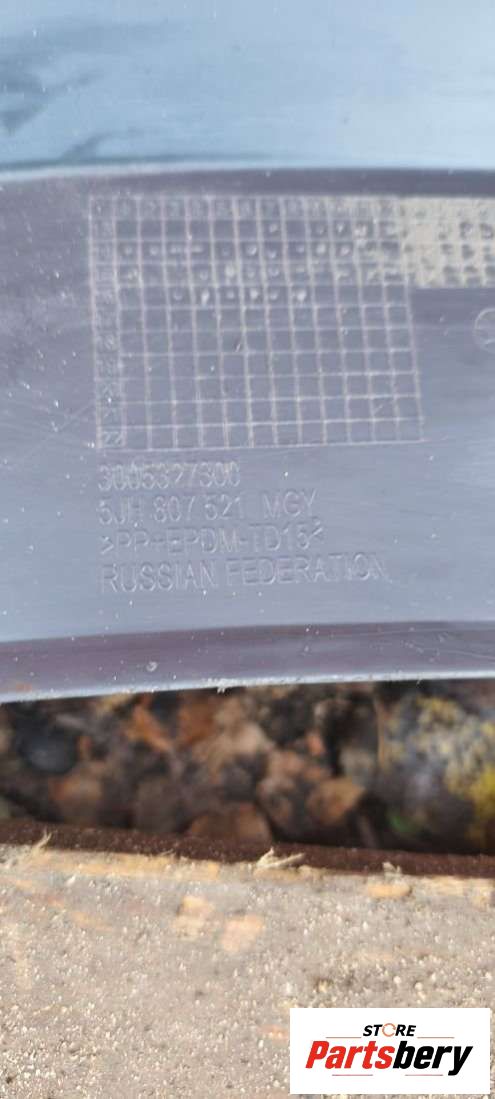 3005327300
5JH 807 521 MGY
>PP+EPDM-TD15<
RUSSIAN FEDERATION
STORE
Partsbery